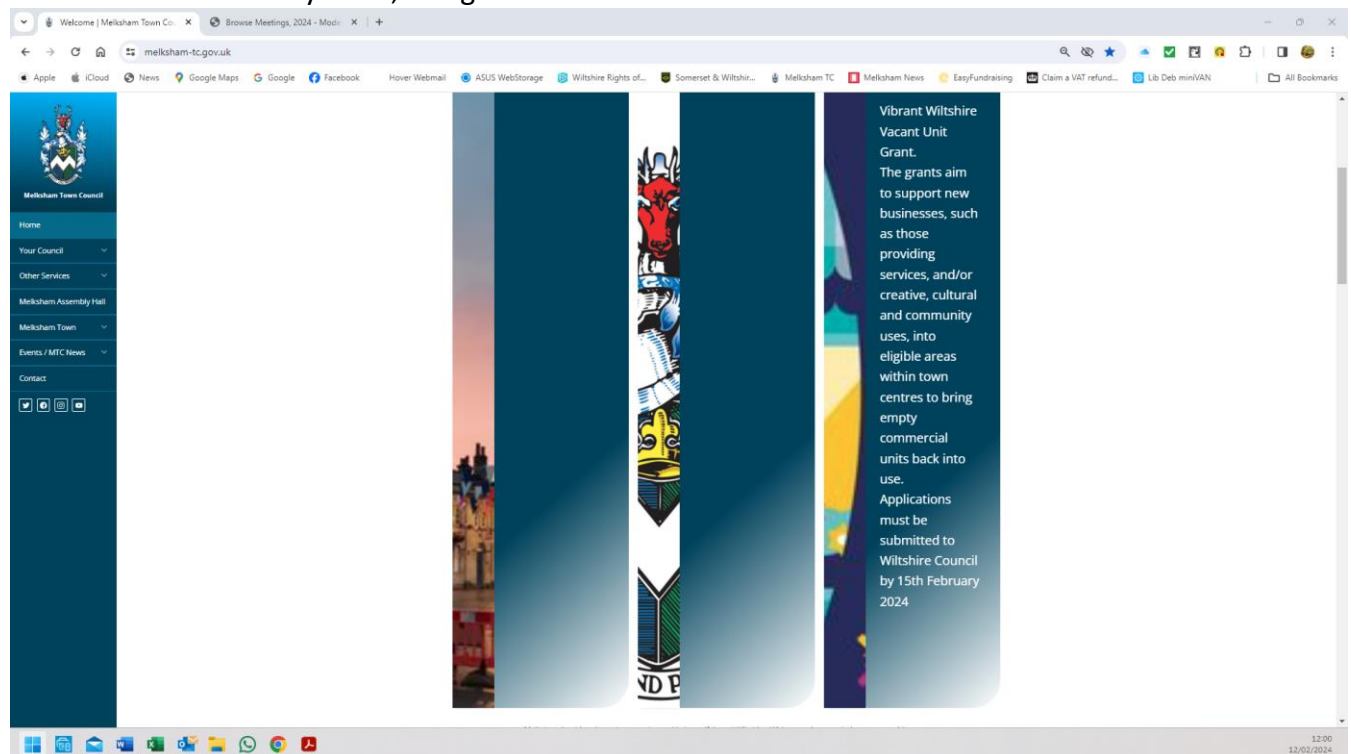 Welcome | Melksham Town Co
Browse Meetings, 2024 - Mode
melksham-tc.gov.uk
Apple
iCloud
News
Google Maps
Google
Facebook
Hover Webmail
ASUS WebStorage
Wiltshire Rights of...
Somerset & Wiltshir...
Melksham TC
Melksham News
EasyFundraising
Claim a VAT refund...
Lib Deb miniVAN
All Bookmarks
Melksham Town Council
Home
Your Council
Other Services
Melksham Assembly Hall
Melksham Town
Events / MTC News
Contact
Vibrant Wiltshire
Vacant Unit
Grant.
The grants aim
to support new
businesses, such
as those
providing
services, and/or
creative, cultural
and community
uses, into
eligible areas
within town
centres to bring
empty
commercial
units back into
use.
Applications
must be
submitted to
Wiltshire Council
by 15th February
2024
ND P
12:00
12/02/2024